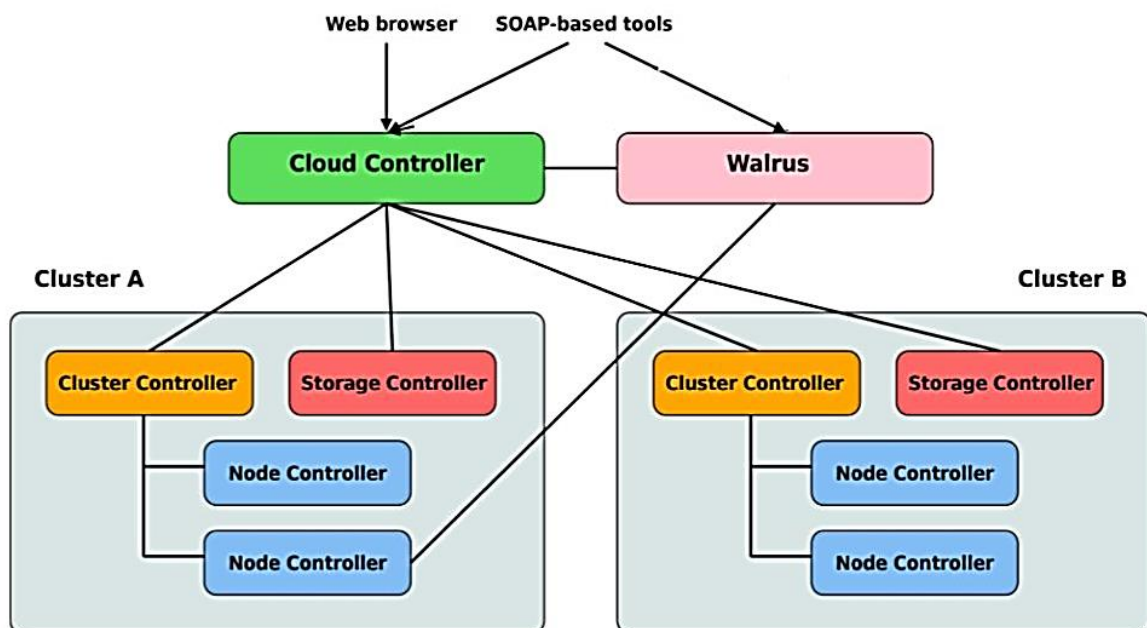 Web browser
SOAP-based tools
Cloud Controller
Walrus
Cluster A
Cluster B
Cluster Controller
Storage Controller
Cluster Controller
Storage Controller
Node Controller
Node Controller
Node Controller
Node Controller